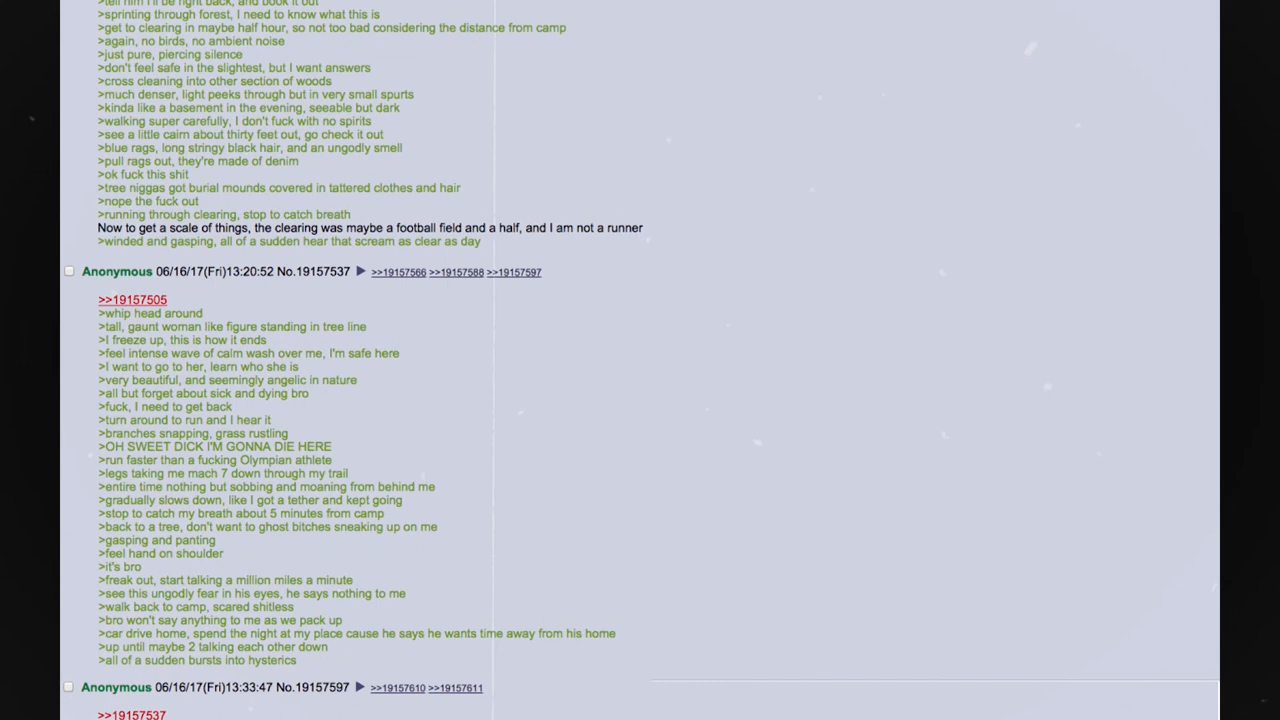 >tell him I'll be right back, and book it out
>sprinting through forest, I need to know what this is
>get to clearing in maybe half hour, so not too bad considering the distance from camp
>again, no birds, no ambient noise
>just pure, piercing silence
>don't feel safe in the slightest, but I want answers
>cross clearing into other section of woods
>much denser, light peeks through but in very small spurts
>kinda like a basement in the evening, seeable but dark
>walking super carefully, I don't fuck with no spirits
>see a little cairn about thirty feet out, go check it out
>blue rags, long stringy black hair, and an ungodly smell
>pull rags out, they're made of denim
>ok fuck this shit
>tree niggas got burial mounds covered in tattered clothes and hair
>nope the fuck out
>running through clearing, stop to catch breath
Now to get a scale of things, the clearing was maybe a football field and a half, and I am not a runner
>winded and gasping, all of a sudden hear that scream as clear as day
Anonymous 06/16/17(Fri)13:20:52 No.19157537 ▶ >>19157566 >>19157588 >>19157597
>>19157505
>whip head around
>tall, gaunt woman like figure standing in tree line
>I freeze up, this is how it ends
>feel intense wave of calm wash over me, I'm safe here
>I want to go to her, learn who she is
>very beautiful, and seemingly angelic in nature
>all but forget about sick and dying bro
>fuck, I need to get back
>turn around to run and I hear it
>branches snapping, grass rustling
>OH SWEET DICK I'M GONNA DIE HERE
>run faster than a fucking Olympian athlete
>legs taking me mach 7 down through my trail
>entire time nothing but sobbing and moaning from behind me
>gradually slows down, like I got a tether and kept going
>stop to catch my breath about 5 minutes from camp
>back to a tree, don't want to ghost bitches sneaking up on me
>gasping and panting
>feel hand on shoulder
>it's bro
>freak out, start talking a million miles a minute
>see this ungodly fear in his eyes, he says nothing to me
>walk back to camp, scared shitless
>bro won't say anything to me as we pack up
>car drive home, spend the night at my place cause he says he wants time away from his home
>up until maybe 2 talking each other down
>all of a sudden bursts into hysterics
Anonymous 06/16/17(Fri)13:33:47 No.19157597 ▶ >>19157610 >>19157611
>>19157537